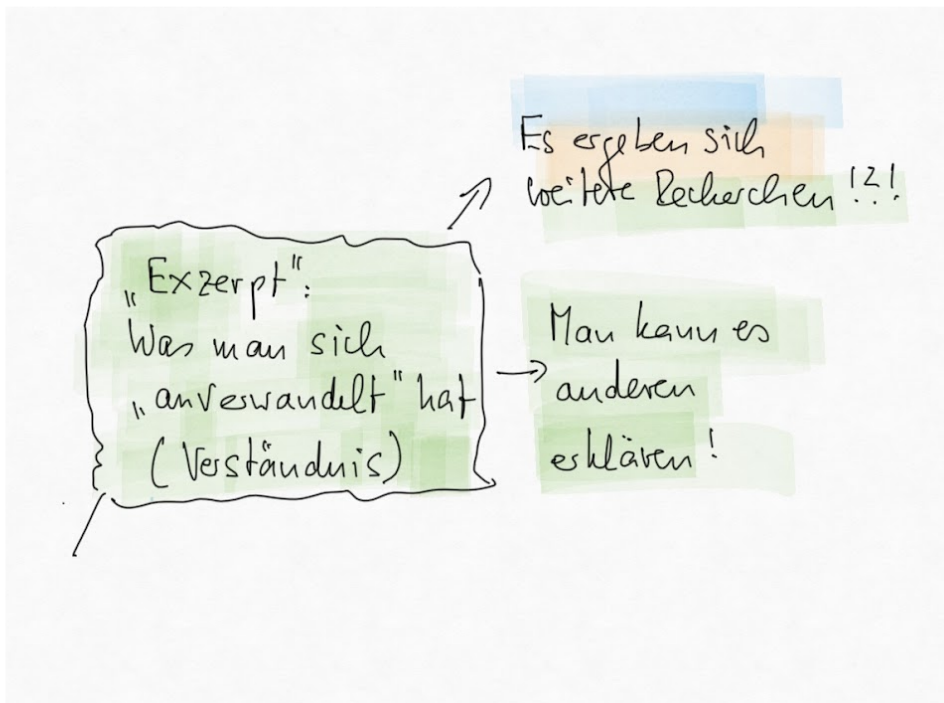 Es ergeben sich
weitere Recherchen !?!
„Exzerpt":
Was man sich
„anverwandelt" hat
(Verständnis)
Man kann es
anderen
erklären!